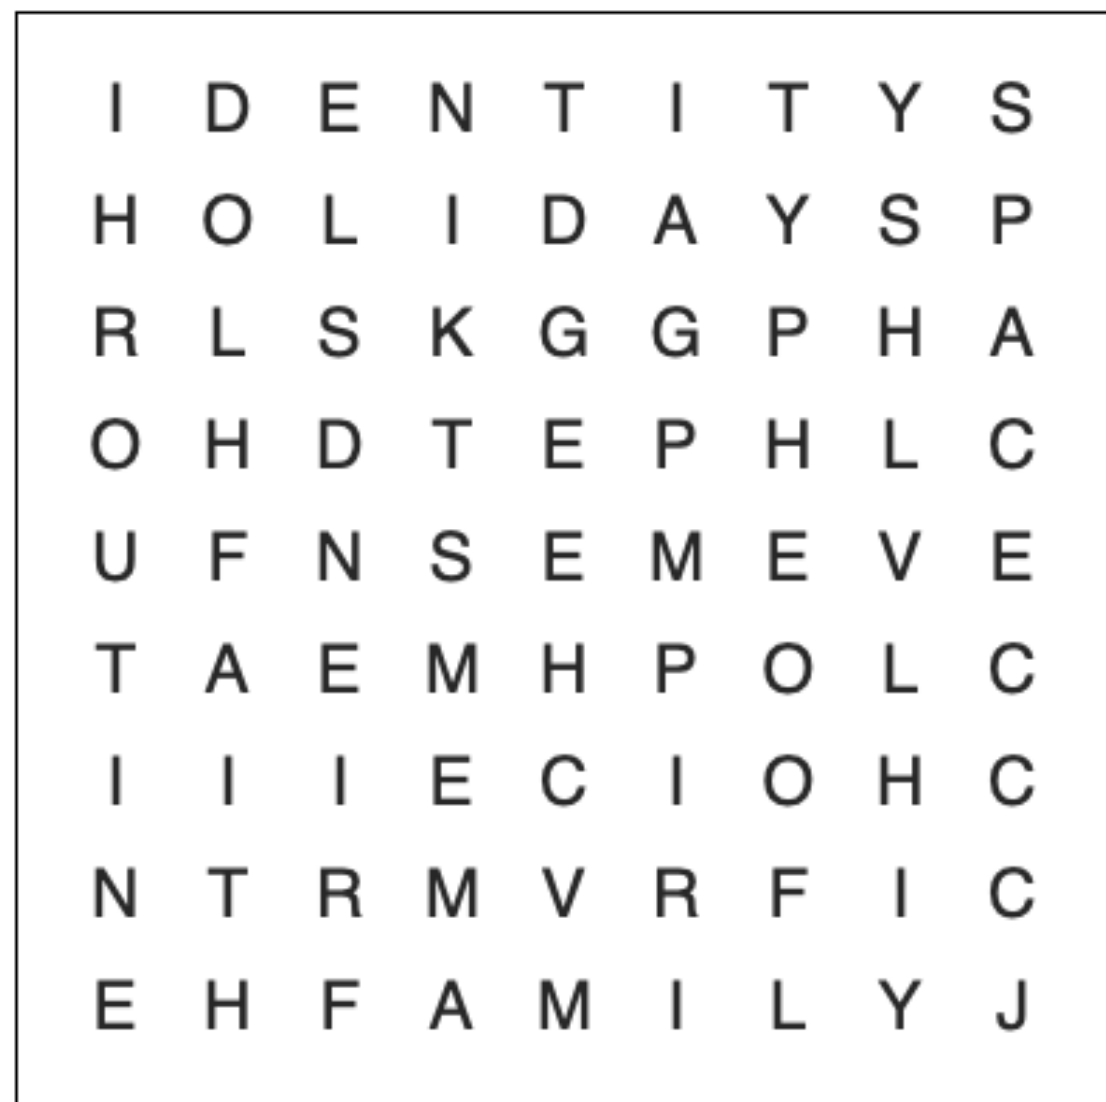 I D E N T I T Y S
H O L I D A Y S P
R L S K G G P H A
O H D T E P H L C
U F N S E M E V E
T A E M H P O L C
I I I E C I O H C
N T R M V R F I C
E H F A M I L Y J